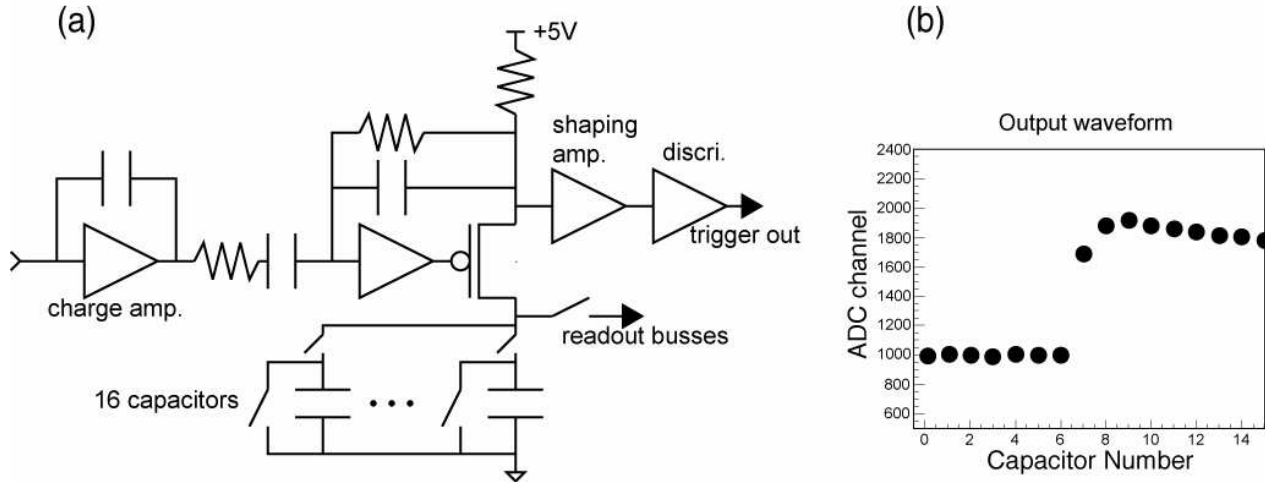 (a)
+5V
shaping
amp.
discri.
trigger out
charge amp.
readout busses
16 capacitors
(b)
Output waveform
ADC channel
2400
2200
2000
1800
1600
1400
1200
1000
800
600
0 2 4 6 8 10 12 14
Capacitor Number